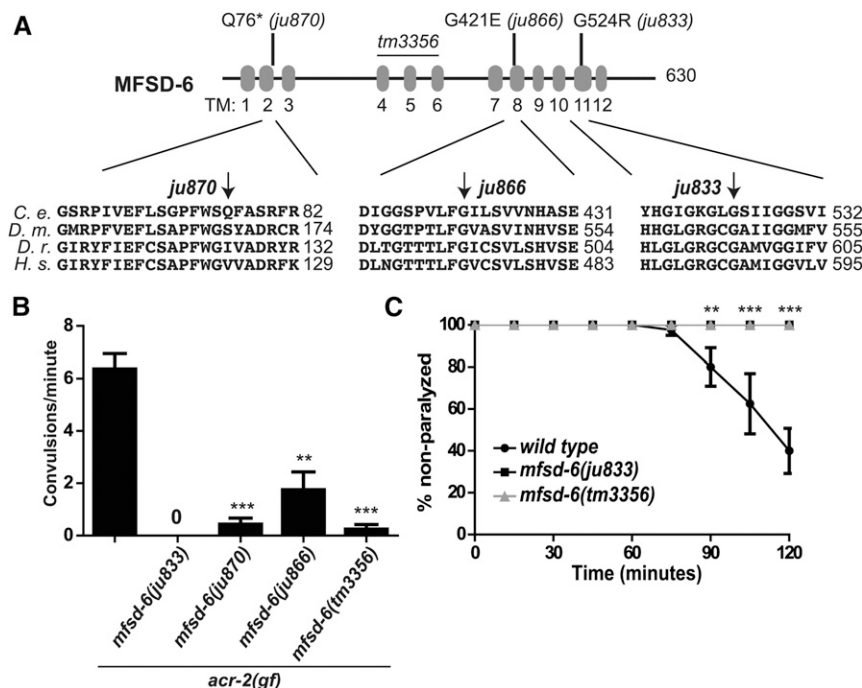 A
Q76* (ju870)
G421E (ju866)
G524R (ju833)
tm3356
MFSD-6
630
TM: 1 2 3 4 5 6 7 8 9 10 11 12
ju870
ju866
ju833
C. e. GSRPIVEFLSGPFWSQFASRFR 82 DIGGSPVLFGILSVVNHASE 431 YHGIGKGLGSIIGGSVI 532
D. m. GMRPFVEFISAPFWGSYADRCR 174 DYGGTPTLFGVASVINHVSE 554 HHGLGRGCGAIIGGMFV 555
D. r. GIRYFIEFCSAPFWGIVADRYR 132 DLTGTTTLFGICSVLSHVSE 504 HLGLGRGCGAMVGGIFV 605
H. s. GIRYFIEFCSAPFWGVVADRFK 129 DLNGTTTLFGVCSVLSHVSE 483 HLGLGRGCGAMIGGVLV 595
B
Convulsions/minute
8
6
4
2
0
0
***
**
***
mfsd-6(ju833)
mfsd-6(ju870)
mfsd-6(ju866)
mfsd-6(tm3356)
acr-2(gf)
C
** *** ***
% non-paralyzed
100
80
60
40
20
0
wild type
mfsd-6(ju833)
mfsd-6(tm3356)
0 30 60 90 120
Time (minutes)